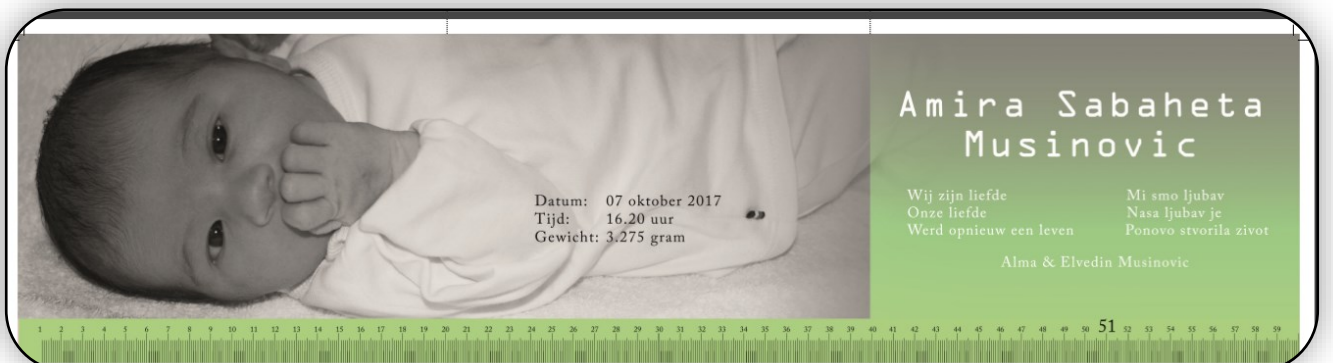 Amira Sabaheta
Musinovic
Datum: 07 oktober 2017
Tijd: 16.20 uur
Gewicht: 3.275 gram
Wij zijn liefde
Onze liefde
Werd opnieuw een leven
Mi smo ljubav
Nasa ljubav je
Ponovo stvorila zivot
Alma & Elvedin Musinovic
1 2 3 4 5 6 7 8 9 10 11 12 13 14 15 16 17 18 19 20 21 22 23 24 25 26 27 28 29 30 31 32 33 34 35 36 37 38 39 40 41 42 43 44 45 46 47 48 49 50 51 52 53 54 55 56 57 58 59